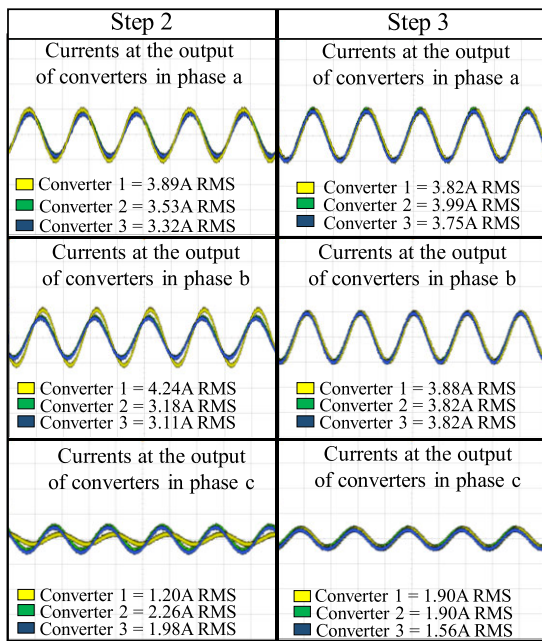 Step 2
Step 3
Currents at the output
of converters in phase a
Converter 1 = 3.89A RMS
Converter 2 = 3.53A RMS
Converter 3 = 3.32A RMS
Currents at the output
of converters in phase a
Converter 1 = 3.82A RMS
Converter 2 = 3.99A RMS
Converter 3 = 3.75A RMS
Currents at the output
of converters in phase b
Converter 1 = 4.24A RMS
Converter 2 = 3.18A RMS
Converter 3 = 3.11A RMS
Currents at the output
of converters in phase b
Converter 1 = 3.88A RMS
Converter 2 = 3.82A RMS
Converter 3 = 3.82A RMS
Currents at the output
of converters in phase c
Converter 1 = 1.20A RMS
Converter 2 = 2.26A RMS
Converter 3 = 1.98A RMS
Currents at the output
of converters in phase c
Converter 1 = 1.90A RMS
Converter 2 = 1.90A RMS
Converter 3 = 1.56A RMS